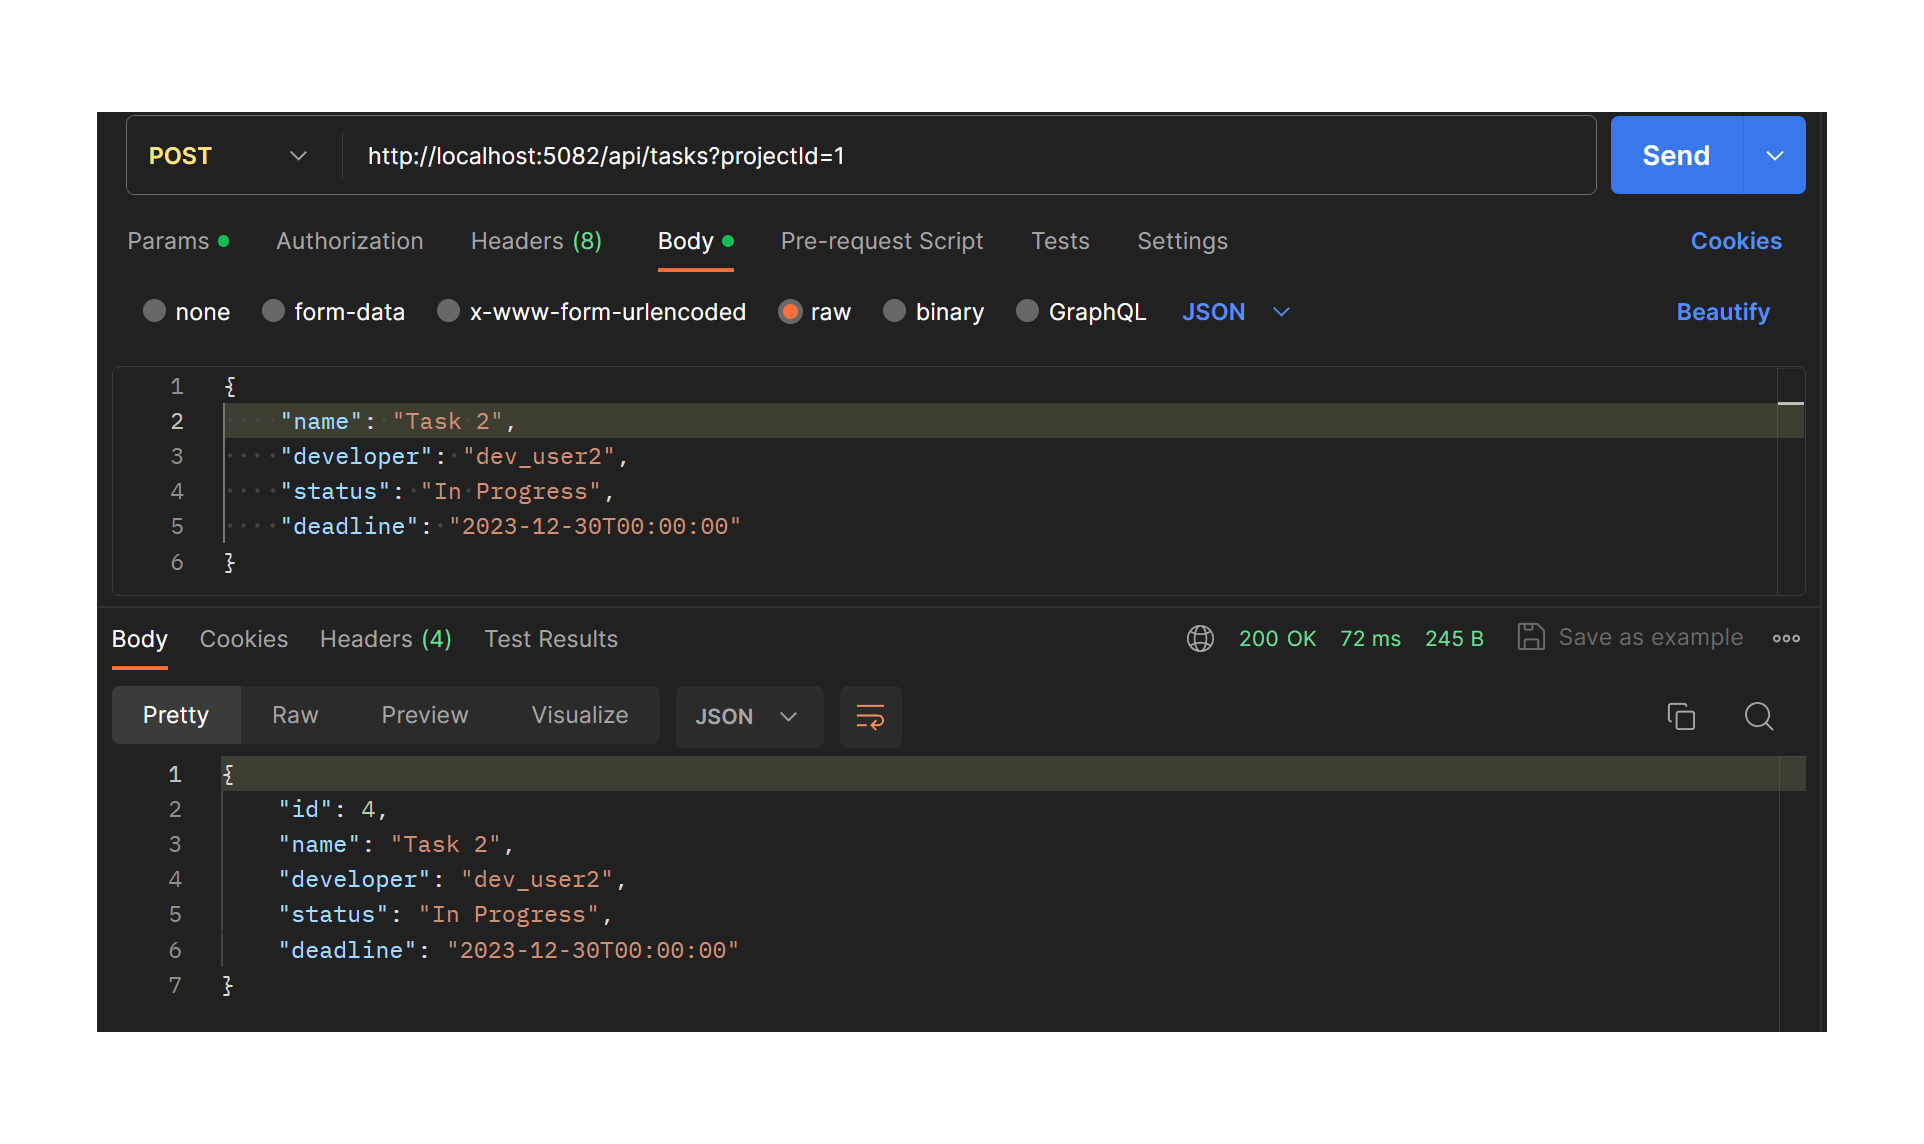 POST http://localhost:5082/api/tasks?projectId=1 Send
Params Authorization Headers (8) Body Pre-request Script Tests Settings Cookies
none form-data x-www-form-urlencoded raw binary GraphQL JSON Beautify
1 {
2 "name": "Task 2",
3 "developer": "dev_user2",
4 "status": "In Progress",
5 "deadline": "2023-12-30T00:00:00"
6 }
Body Cookies Headers (4) Test Results 200 OK 72 ms 245 B Save as example
Pretty Raw Preview Visualize JSON
1 {
2 "id": 4,
3 "name": "Task 2",
4 "developer": "dev_user2",
5 "status": "In Progress",
6 "deadline": "2023-12-30T00:00:00"
7 }